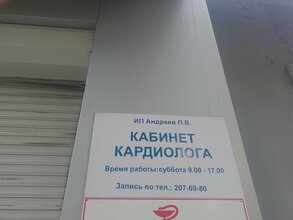 ИП Андреев П.В.
КАБИНЕТ
КАРДИОЛОГА
Время работы:суббота 9.00 - 17.00
Запись по тел.: 207-69-80